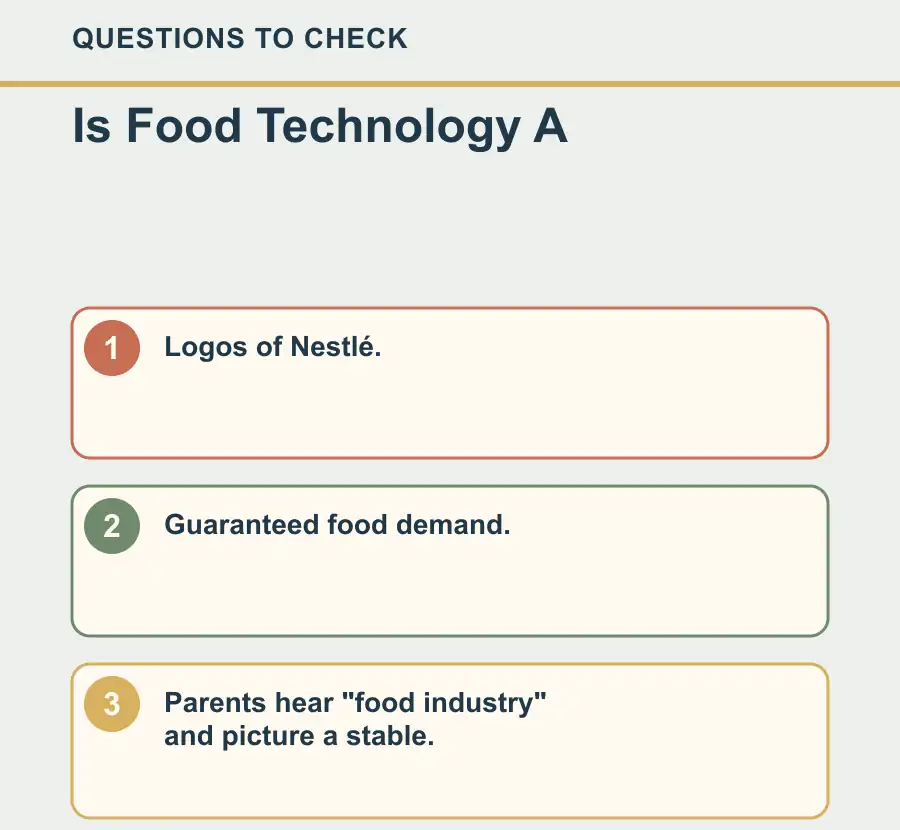 QUESTIONS TO CHECK
Is Food Technology A
1
Logos of Nestlé.
2
Guaranteed food demand.
3
Parents hear "food industry"
and picture a stable.